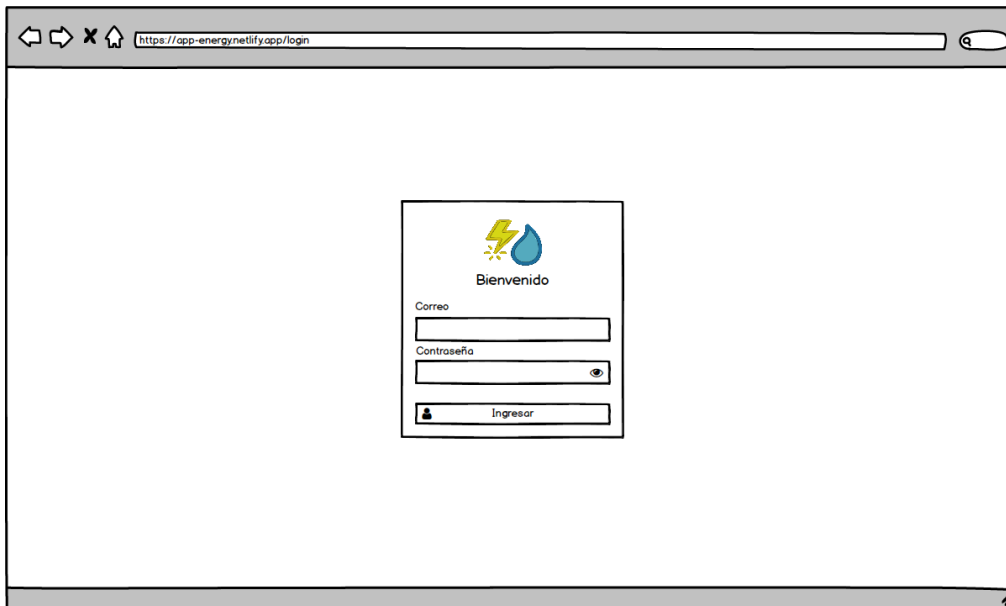 https://app-energy.netlify.app/login
Bienvenido
Correo
Contraseña
Ingresar